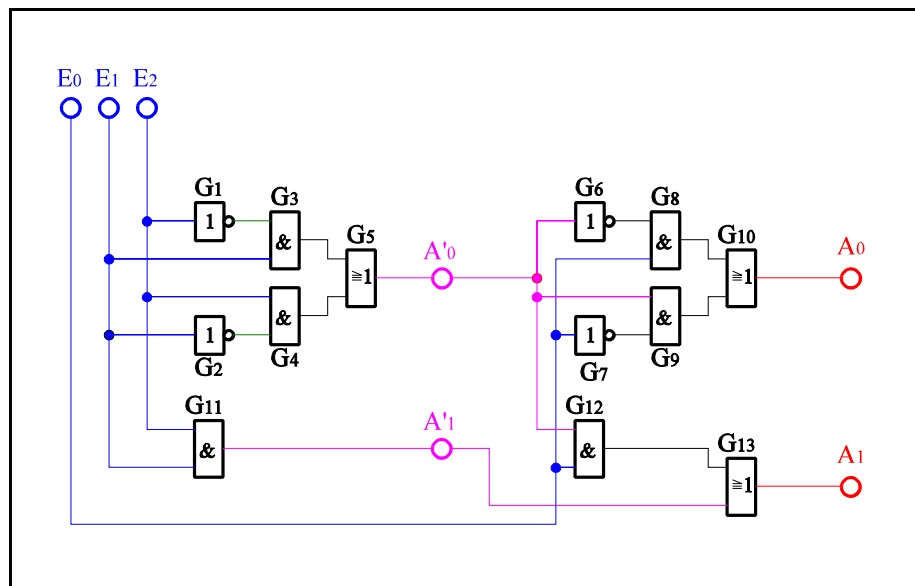 E0 E1 E2
G1 G3 G6 G8
1 & G5 1 & G10
A'0 A0
≧1 ≧1
& &
1 1
G2 G4 G7 G9
G11 G12
A'1
& & G13 A1
≧1